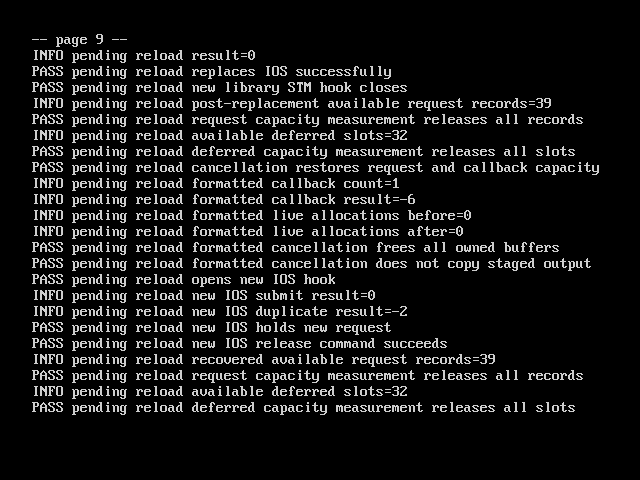 -- page 9 --
INFO pending reload result=0
PASS pending reload replaces IOS successfully
PASS pending reload new library STM hook closes
INFO pending reload post-replacement available request records=39
PASS pending reload request capacity measurement releases all records
INFO pending reload available deferred slots=32
PASS pending reload deferred capacity measurement releases all slots
PASS pending reload cancellation restores request and callback capacity
INFO pending reload formatted callback count=1
INFO pending reload formatted callback result=-6
INFO pending reload formatted live allocations before=0
INFO pending reload formatted live allocations after=0
PASS pending reload formatted cancellation frees all owned buffers
PASS pending reload formatted cancellation does not copy staged output
PASS pending reload opens new IOS hook
INFO pending reload new IOS submit result=0
INFO pending reload new IOS duplicate result=-2
PASS pending reload new IOS holds new request
PASS pending reload new IOS release command succeeds
INFO pending reload recovered available request records=39
PASS pending reload request capacity measurement releases all records
INFO pending reload available deferred slots=32
PASS pending reload deferred capacity measurement releases all slots